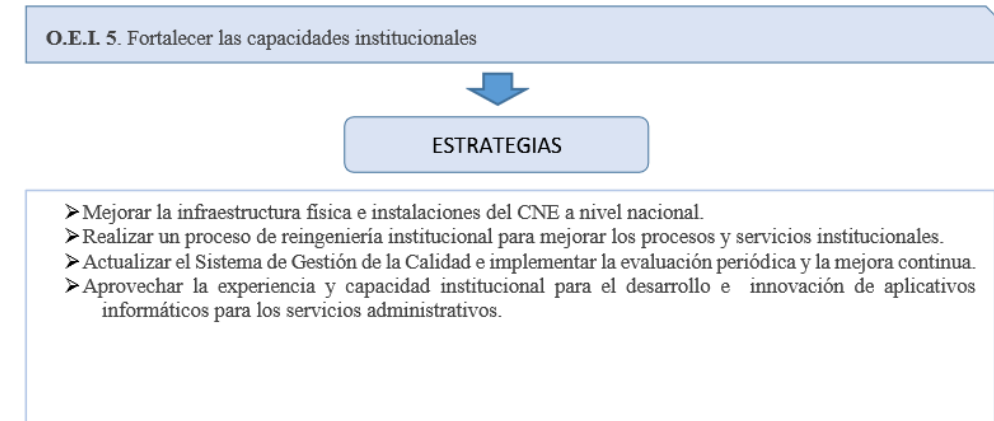 O.E.I. 5. Fortalecer las capacidades institucionales
ESTRATEGIAS
➢Mejorar la infraestructura física e instalaciones del CNE a nivel nacional.
➢Realizar un proceso de reingeniería institucional para mejorar los procesos y servicios institucionales.
➢Actualizar el Sistema de Gestión de la Calidad e implementar la evaluación periódica y la mejora continua.
➢Aprovechar la experiencia y capacidad institucional para el desarrollo e innovación de aplicativos
informáticos para los servicios administrativos.